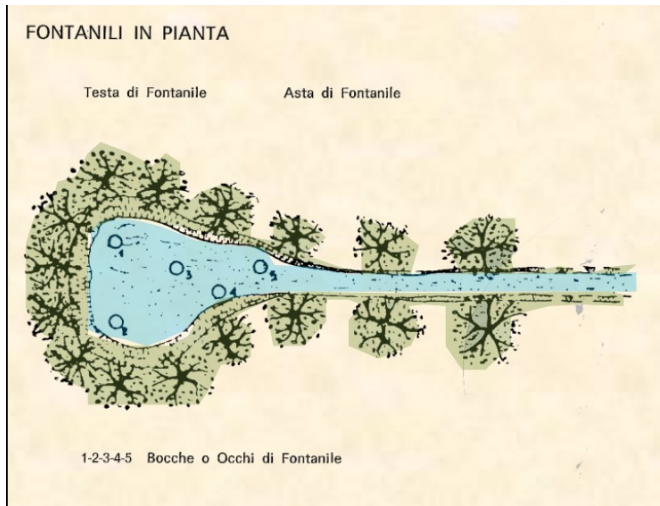 FONTANILI IN PIANTA
Testa di Fontanile Asta di Fontanile
1
3
5
4
2
1-2-3-4-5 Bocche o Occhi di Fontanile